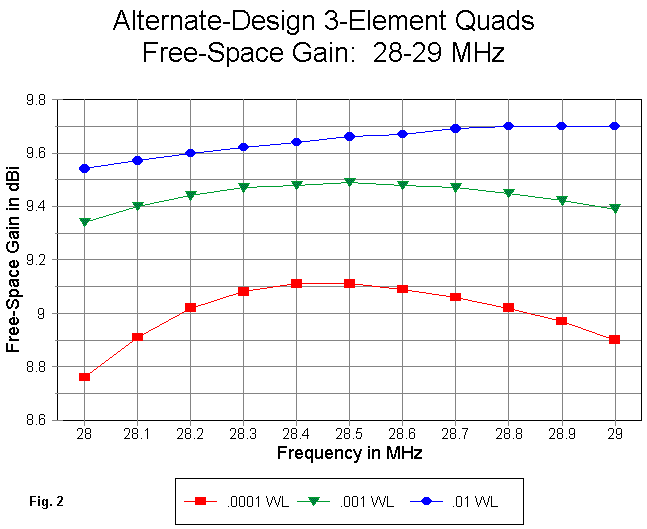 Alternate-Design 3-Element Quads
Free-Space Gain:  28-29 MHz
Free-Space Gain in dBi
9.8
9.6
9.4
9.2
9
8.8
8.6
28 28.1 28.2 28.3 28.4 28.5 28.6 28.7 28.8 28.9 29
Frequency in MHz
Fig. 2
.0001 WL .001 WL .01 WL